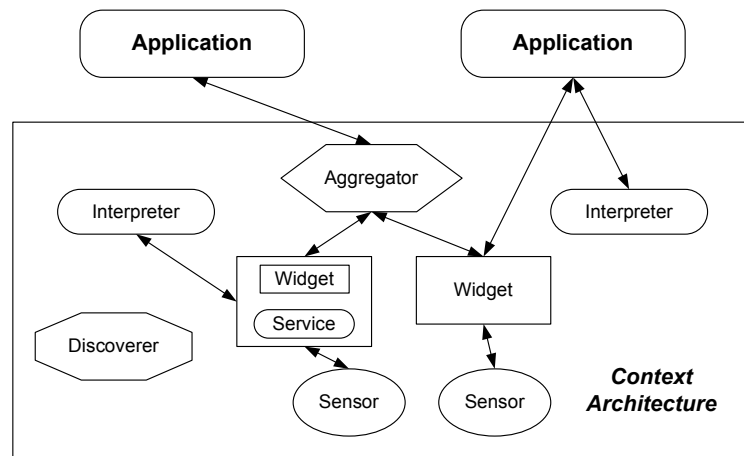 Application
Application
Aggregator
Interpreter
Interpreter
Widget
Widget
Service
Discoverer
Sensor
Sensor
Context
Architecture